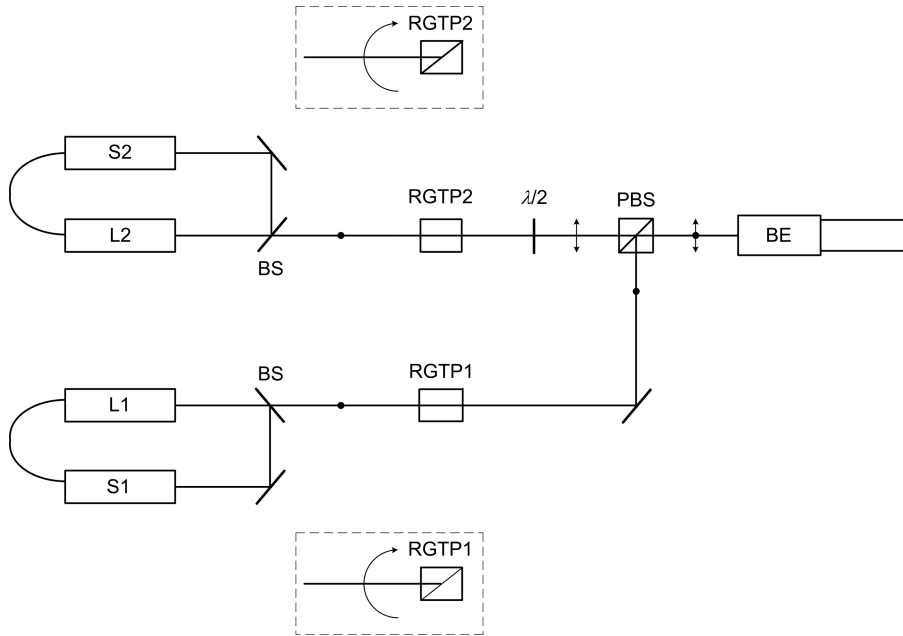 RGTP2
S2
RGTP2
λ/2
PBS
L2
BE
BS
BS
RGTP1
L1
S1
RGTP1